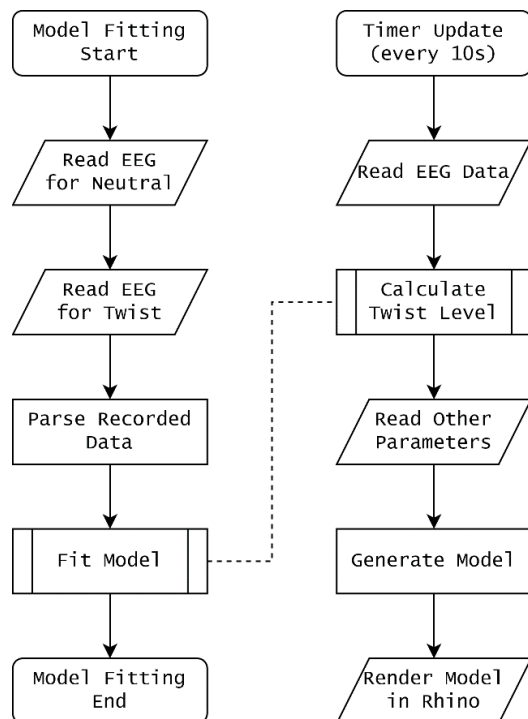 Model Fitting
Start
Read EEG
for Neutral
Read EEG
for Twist
Parse Recorded
Data
Fit Model
Model Fitting
End
Timer Update
(every 10s)
Read EEG Data
Calculate
Twist Level
Read Other
Parameters
Generate Model
Render Model
in Rhino